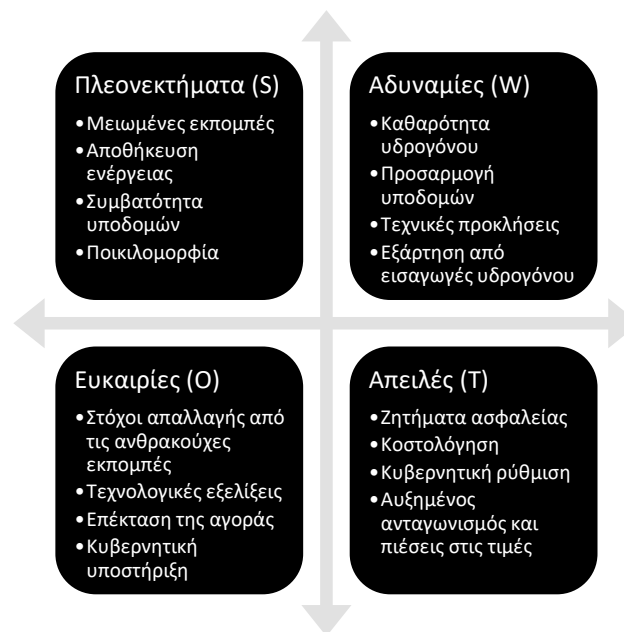 Πλεονεκτήματα (S)
•Μειωμένες εκπομπές
•Αποθήκευση
ενέργειας
•Συμβατότητα
υποδομών
•Ποικιλομορφία
Αδυναμίες (W)
•Καθαρότητα
υδρογόνου
•Προσαρμογή
υποδομών
•Τεχνικές προκλήσεις
•Εξάρτηση από
εισαγωγές υδρογόνου
Ευκαιρίες (O)
•Στόχοι απαλλαγής από
τις ανθρακούχες
εκπομπές
•Τεχνολογικές εξελίξεις
•Επέκταση της αγοράς
•Κυβερνητική
υποστήριξη
Απειλές (T)
•Ζητήματα ασφαλείας
•Κοστολόγηση
•Κυβερνητική ρύθμιση
•Αυξημένος
ανταγωνισμός και
πιέσεις στις τιμές